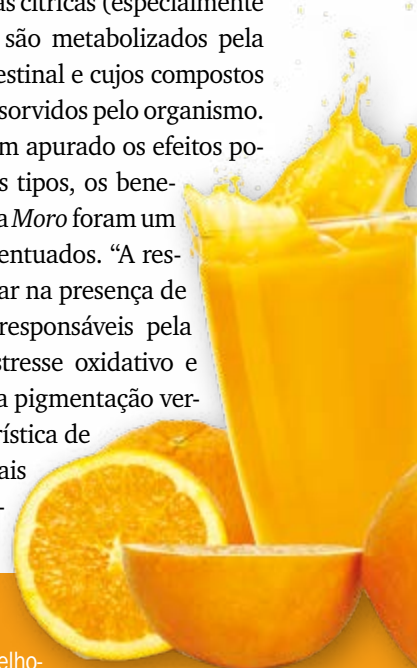 as cítricas (especialmente
são metabolizados pela
estinal e cujos compostos
sorvidos pelo organismo.
m apurado os efeitos po-
s tipos, os bene-
a Moro foram um
entuados. “A res-
ar na presença de
responsáveis pela
stresse oxidativo e
a pigmentação ver-
rística de
ais
-
elho-